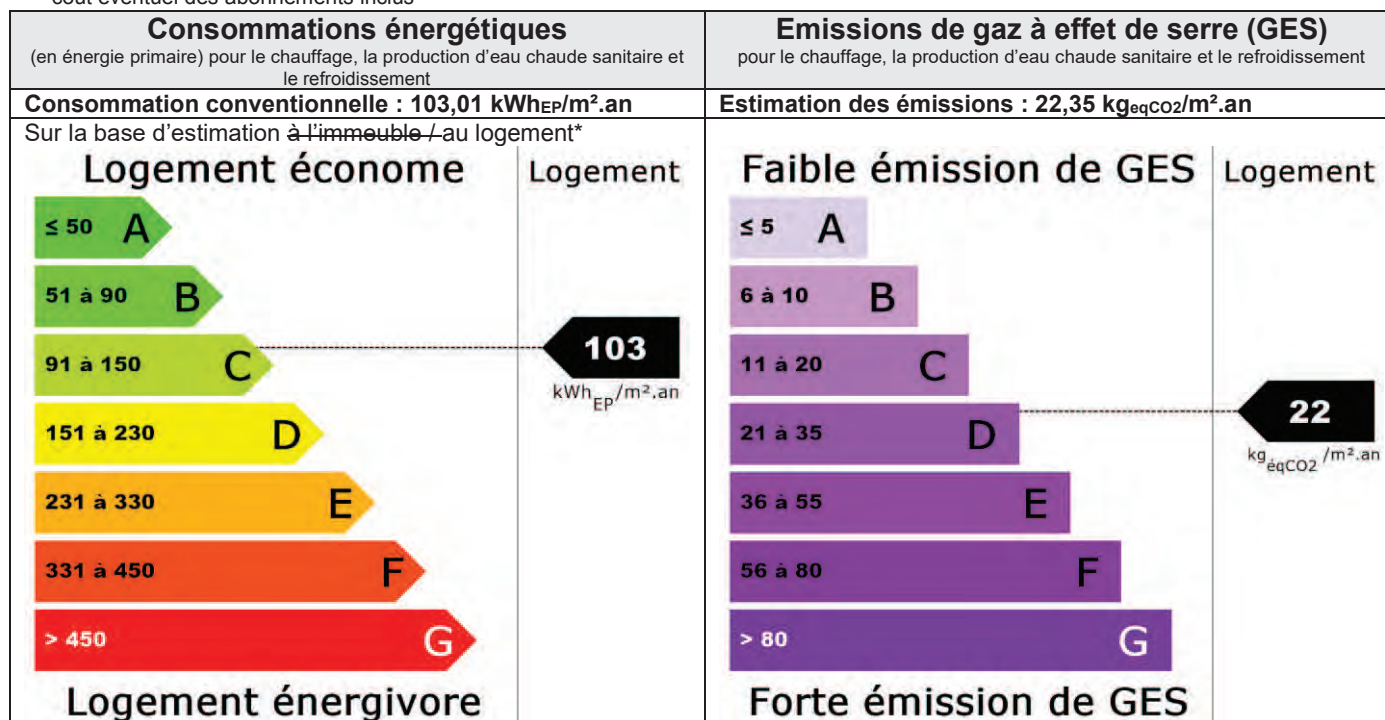 coût éventuel des abonnements inclus
Consommations énergétiques
(en énergie primaire) pour le chauffage, la production d'eau chaude sanitaire et
le refroidissement
Consommation conventionnelle : 103,01 kWhEP/m².an
Sur la base d'estimation à l'immeuble / au logement*
Logement économe
Logement
≤ 50 A
51 à 90 B
91 à 150 C
103
kWhEP/m².an
151 à 230 D
231 à 330 E
331 à 450 F
> 450 G
Logement énergivore
Emissions de gaz à effet de serre (GES)
pour le chauffage, la production d'eau chaude sanitaire et le refroidissement
Estimation des émissions : 22,35 kgeqCO2/m².an
Faible émission de GES
Logement
≤ 5 A
6 à 10 B
11 à 20 C
21 à 35 D
22
kgéqCO2/m².an
36 à 55 E
56 à 80 F
> 80 G
Forte émission de GES